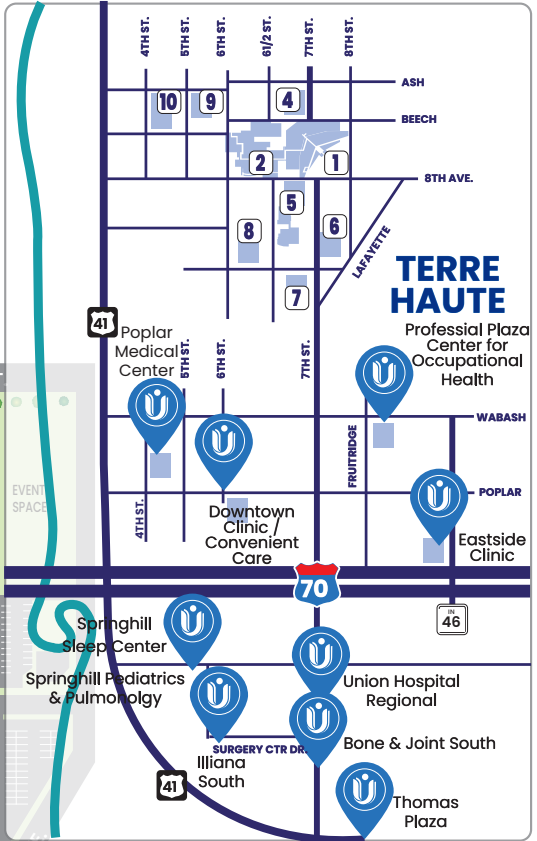 4TH ST.
5TH ST.
6TH ST.
61/2 ST.
7TH ST.
8TH ST.
ASH
10
9
4
BEECH
2
1
8TH AVE.
5
8
6
LAFAYETTE
7
TERRE
HAUTE
41
Poplar
Medical
Center
5TH ST.
6TH ST.
7TH ST.
Professial Plaza
Center for
Occupational
Health
WABASH
FRUITRIDGE
EVENT
SPACE
POPLAR
4TH ST.
Downtown
Clinic /
Convenient
Care
Eastside
Clinic
70
IN
46
Springhill
Sleep Center
Springhill Pediatrics
& Pulmonolgy
Union Hospital
Regional
SURGERY CTR DR.
Bone & Joint South
Illiana
South
41
Thomas
Plaza